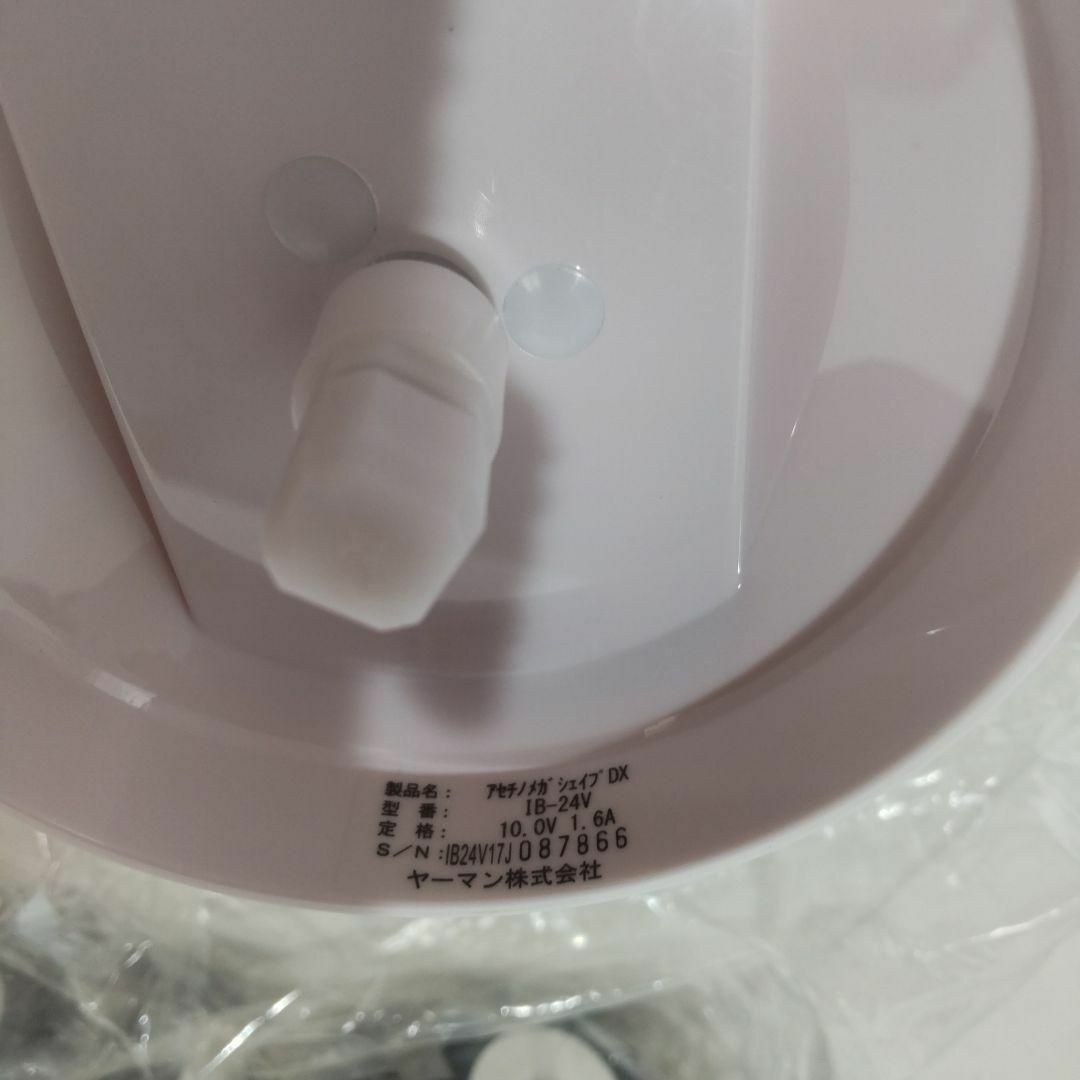 製品名： ｱｾﾁﾉﾒｶﾞｼｪｲﾌﾟDX
型 番： IB-24V
定 格： 10.0V 1.6A
S／N：IB24V17J087866
ヤーマン株式会社